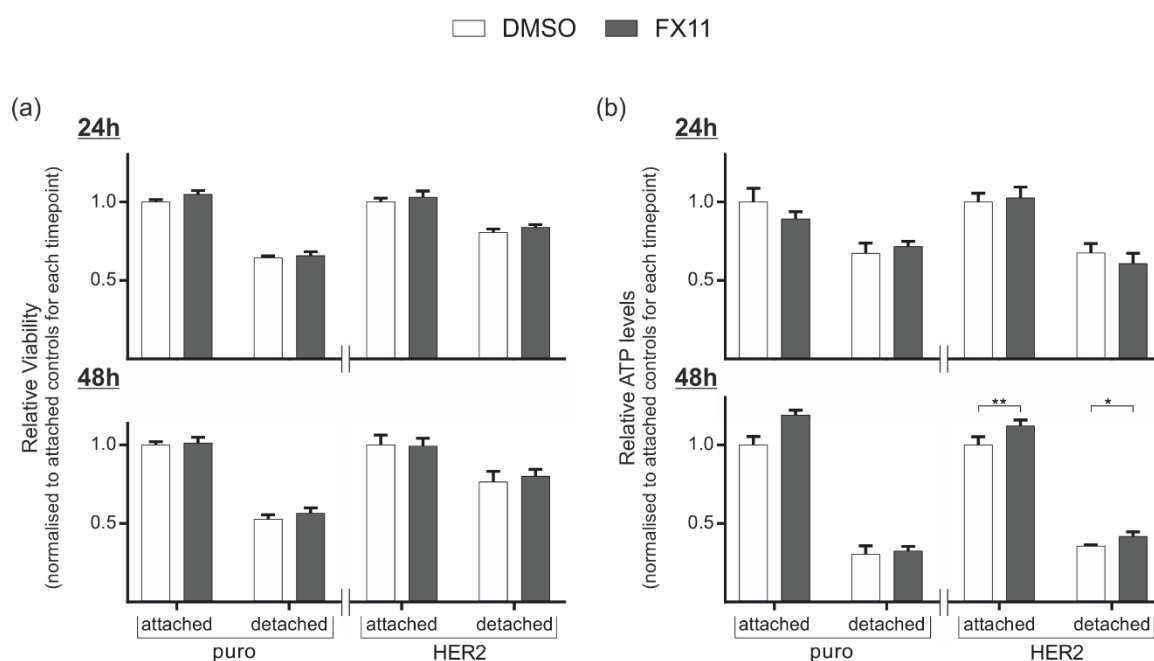 DMSO FX11
(a)
24h
Relative Viability
(normalised to attached controls for each timepoint)
1.0
0.5
48h
1.0
0.5
attached detached attached detached
puro HER2
(b)
24h
Relative ATP levels
(normalised to attached controls for each timepoint)
1.0
0.5
48h
** *
1.0
0.5
attached detached attached detached
puro HER2